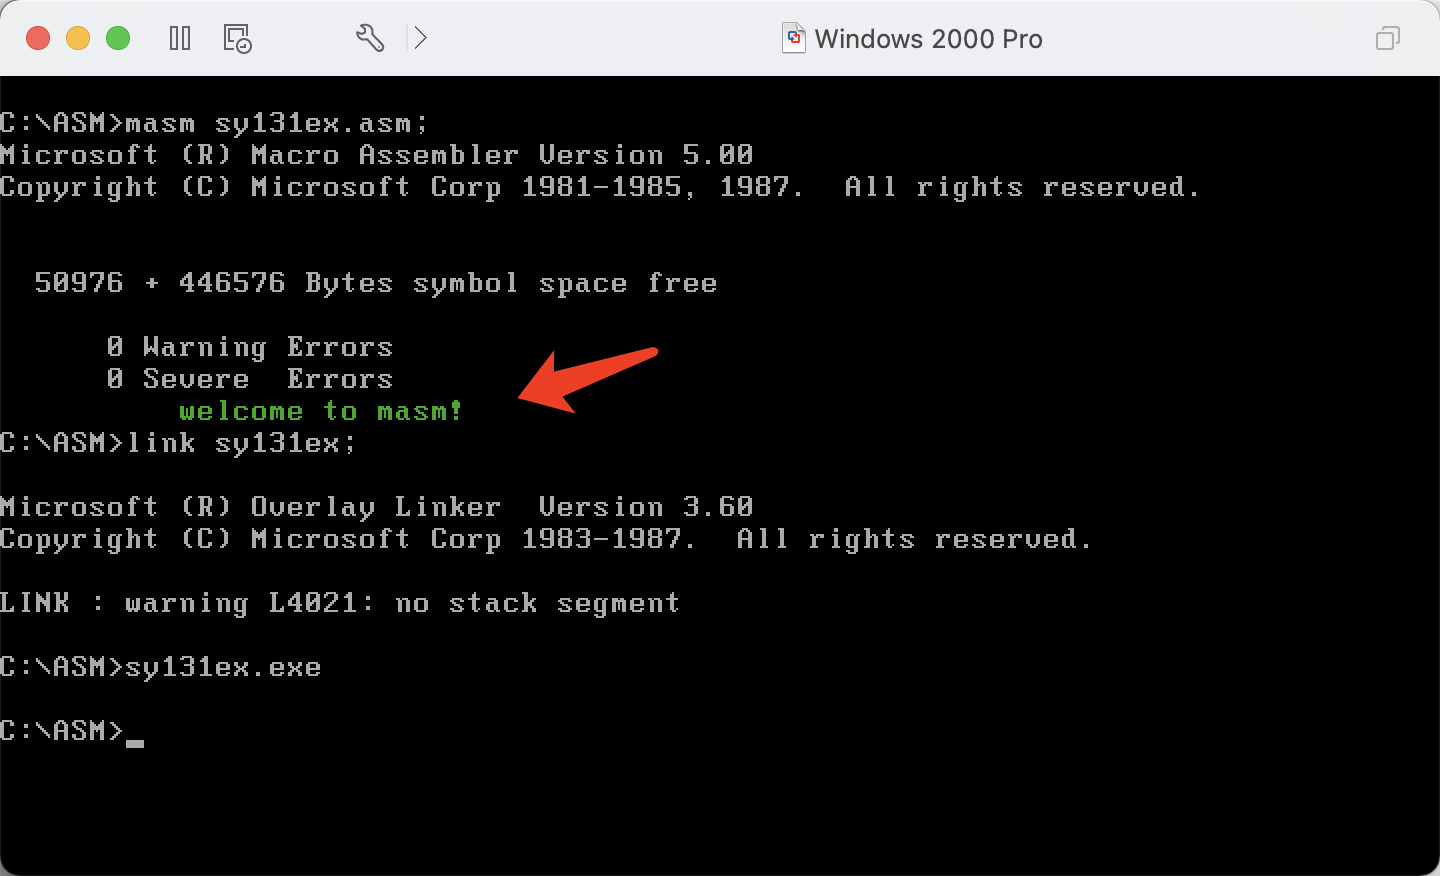 Windows 2000 Pro
C:\ASM>masm sy131ex.asm;
Microsoft (R) Macro Assembler Version 5.00
Copyright (C) Microsoft Corp 1981-1985, 1987.  All rights reserved.
50976 + 446576 Bytes symbol space free
0 Warning Errors
0 Severe  Errors
welcome to masm!
C:\ASM>link sy131ex;
Microsoft (R) Overlay Linker  Version 3.60
Copyright (C) Microsoft Corp 1983-1987.  All rights reserved.
LINK : warning L4021: no stack segment
C:\ASM>sy131ex.exe
C:\ASM>_